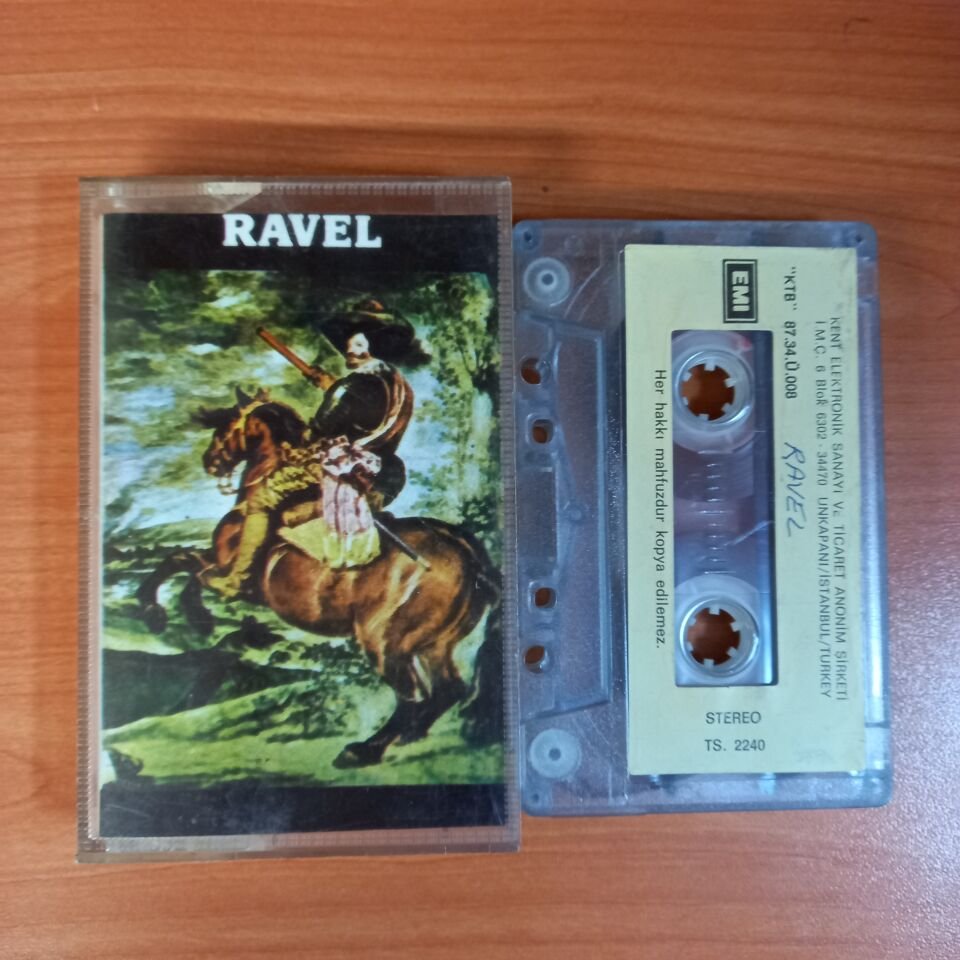 RAVEL
KENT ELEKTRONİK SANAYİ Ve TİCARET ANONİM ŞİRKETİ
İ.M.Ç. 6 Blok 6302 - 34470 UNKAPANI/İSTANBUL/TURKEY
"KTB" 87.34.Ü.008
RAVEL
EMI
Her hakkı mahfuzdur kopya edilemez.
STEREO
TS. 2240